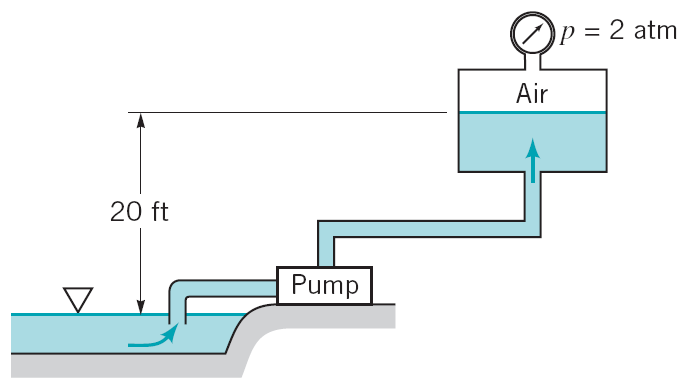 p = 2 atm
Air
20 ft
Pump